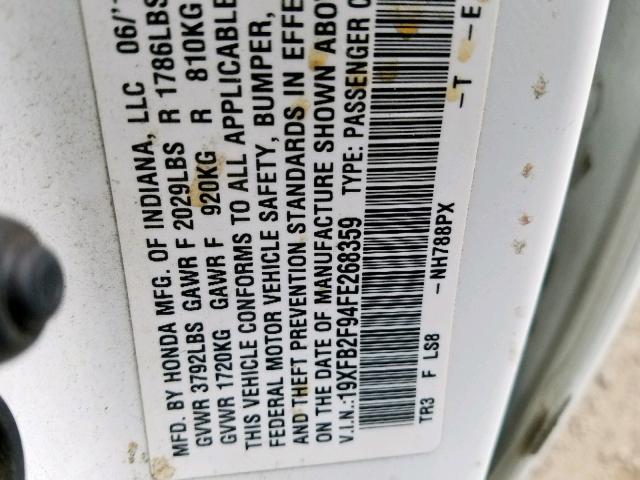 MFD. BY HONDA MFG. OF INDIANA, LLC 06/
GVWR 3792LBS GAWR F 2029LBS R 1786LBS
GVWR 1720KG GAWR F 920KG R 810KG
THIS VEHICLE CONFORMS TO ALL APPLICABLE
FEDERAL MOTOR VEHICLE SAFETY, BUMPER,
AND THEFT PREVENTION STANDARDS IN EFFE
ON THE DATE OF MANUFACTURE SHOWN ABOV
V.I.N.:19XFB2F94FE268359 TYPE: PASSENGER C
TR3 F LS8 -NH788PX -T -E